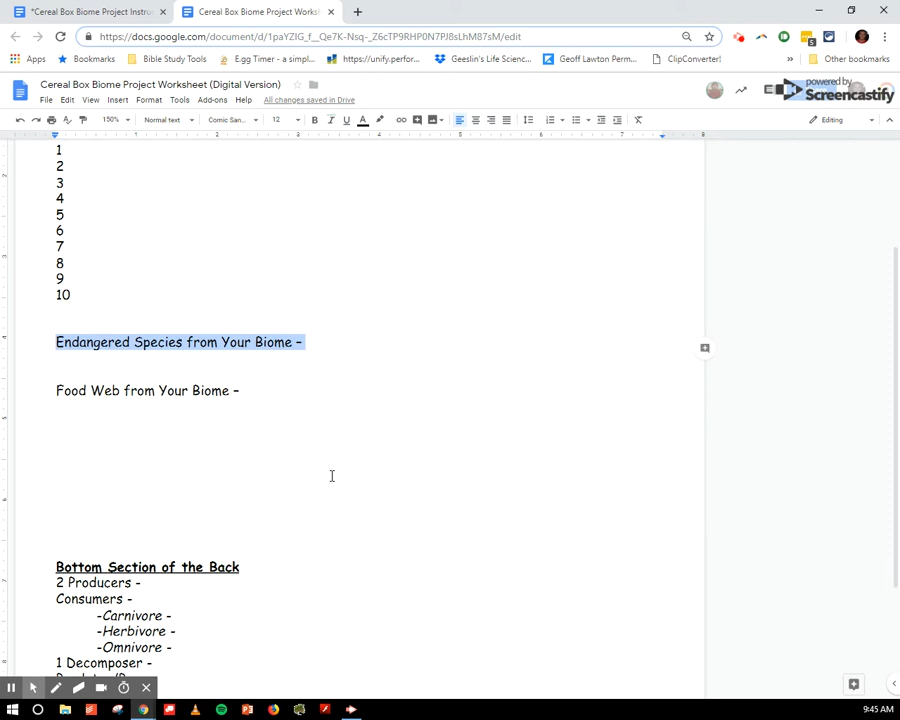 *Cereal Box Biome Project Instruc
Cereal Box Biome Project Works
https://docs.google.com/document/d/1paYZIG_f__Qe7K-Nsq-_Z6cTP9RHP0N7PJ8sLhM87sM/edit
Apps
Bookmarks
Bible Study Tools
Egg Timer - a simpl...
https://unify.perfor...
Geeslin's Life Scienc...
Geoff Lawton Perm...
ClipConverter!
»
Other bookmarks
Cereal Box Biome Project Worksheet (Digital Version)
powered by
Screencastify
File Edit View Insert Format Tools Add-ons Help All changes saved in Drive
150% Normal text Comic San... 12 Editing
1
2
3
4
5
6
7
8
9
10
Endangered Species from Your Biome –
Food Web from Your Biome –
Bottom Section of the Back
2 Producers -
Consumers -
-Carnivore -
-Herbivore -
-Omnivore -
1 Decomposer -
9:45 AM